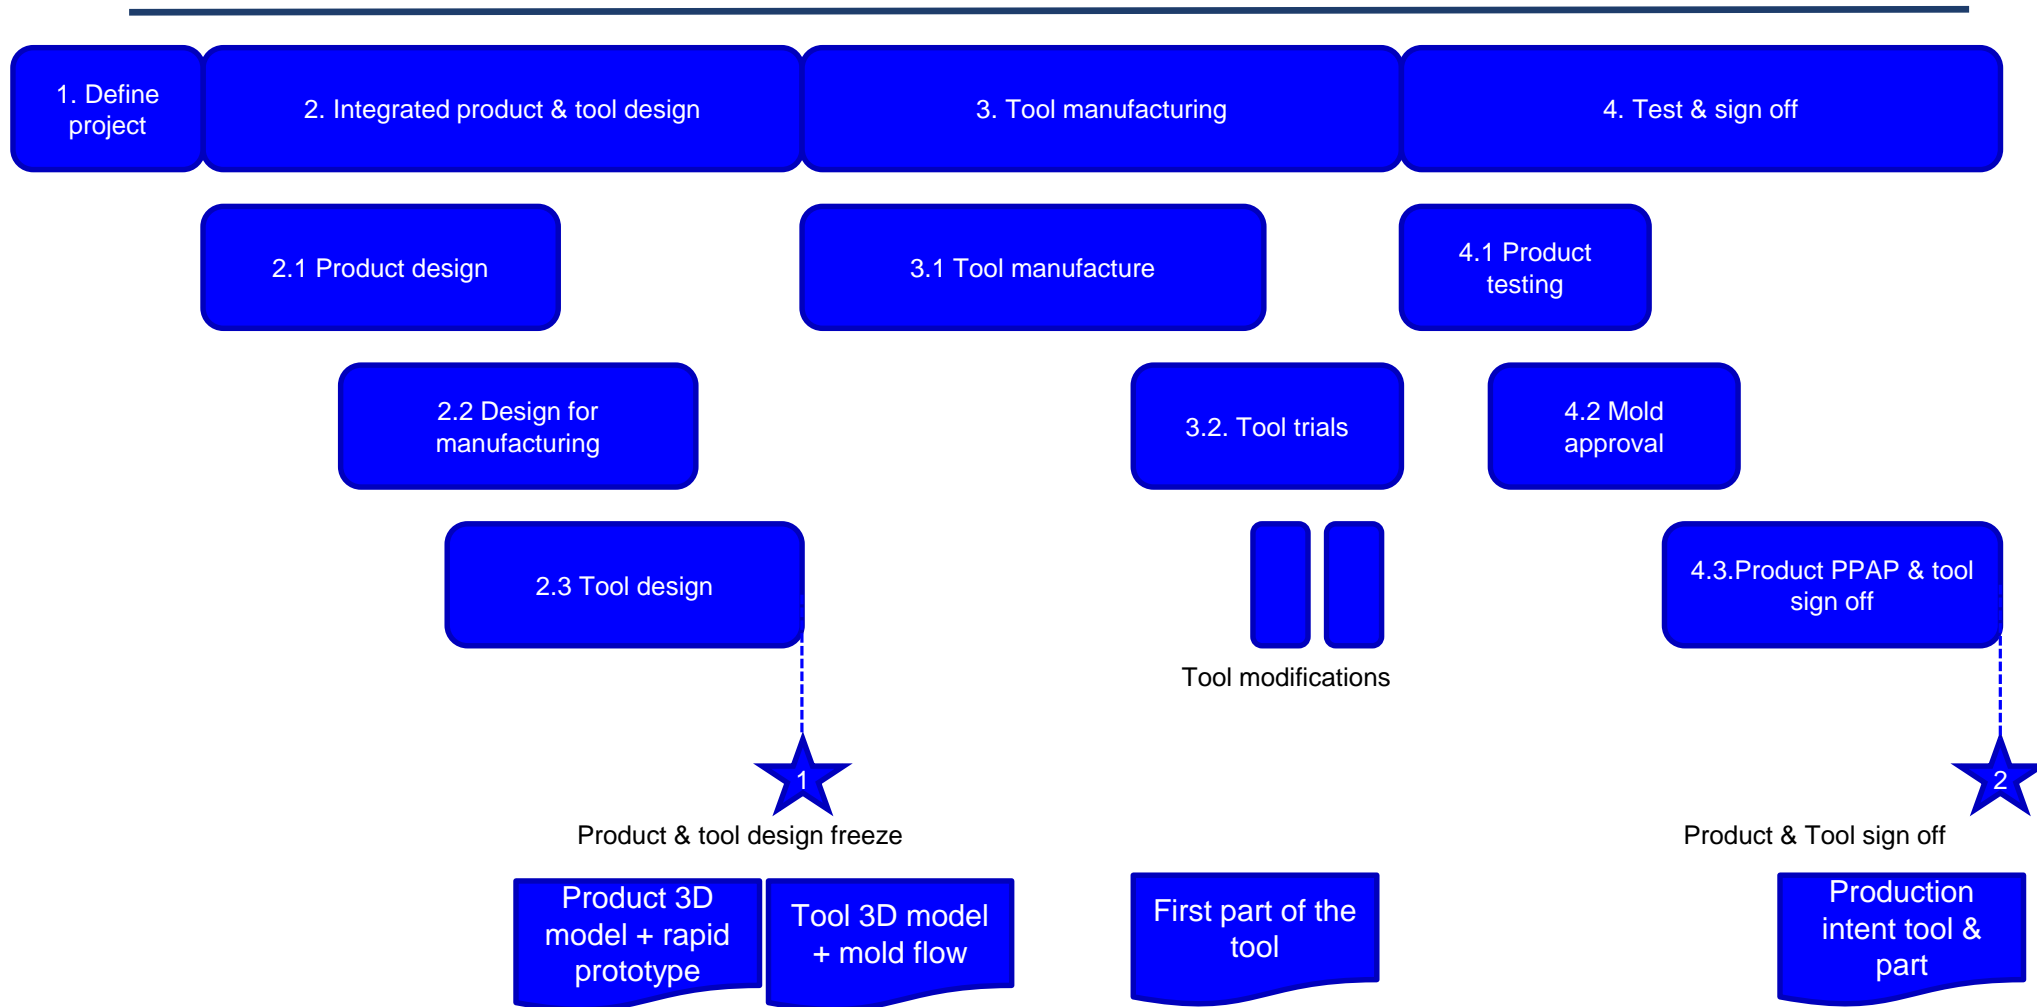 1. Define
project
2. Integrated product & tool design
3. Tool manufacturing
4. Test & sign off
2.1 Product design
3.1 Tool manufacture
4.1 Product
testing
2.2 Design for
manufacturing
3.2. Tool trials
4.2 Mold
approval
2.3 Tool design
4.3.Product PPAP & tool
sign off
Tool modifications
1
2
Product & tool design freeze
Product & Tool sign off
Product 3D
model + rapid
prototype
Tool 3D model
+ mold flow
First part of the
tool
Production
intent tool &
part